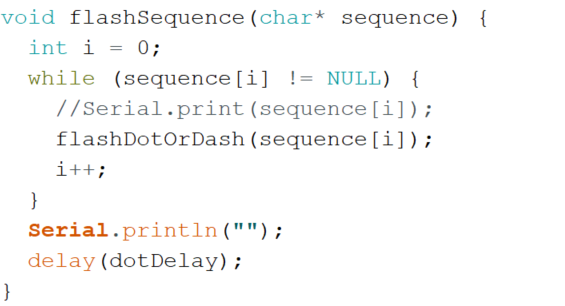 void flashSequence(char* sequence) {
  int i = 0;
  while (sequence[i] != NULL) {
    //Serial.print(sequence[i]);
    flashDotOrDash(sequence[i]);
    i++;
  }
  Serial.println("");
  delay(dotDelay);
}